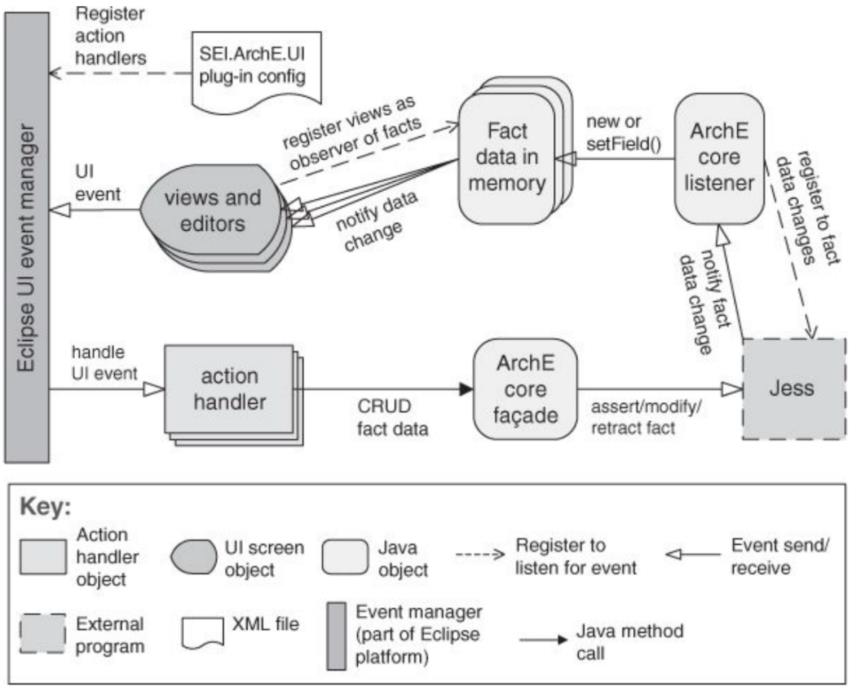 Register
action
handlers
SEI.ArchE.UI
plug-in config
Eclipse UI event manager
register views as
observer of facts
Fact
data in
memory
new or
setField()
ArchE
core
listener
register to fact
data changes
UI
event
views and
editors
notify data
change
notify fact
data change
handle
UI event
action
handler
CRUD
fact data
ArchE
core
façade
assert/modify/
retract fact
Jess
Key:
Action
handler
object
UI screen
object
Java
object
Register to
listen for event
Event send/
receive
External
program
XML file
Event manager
(part of Eclipse
platform)
Java method
call